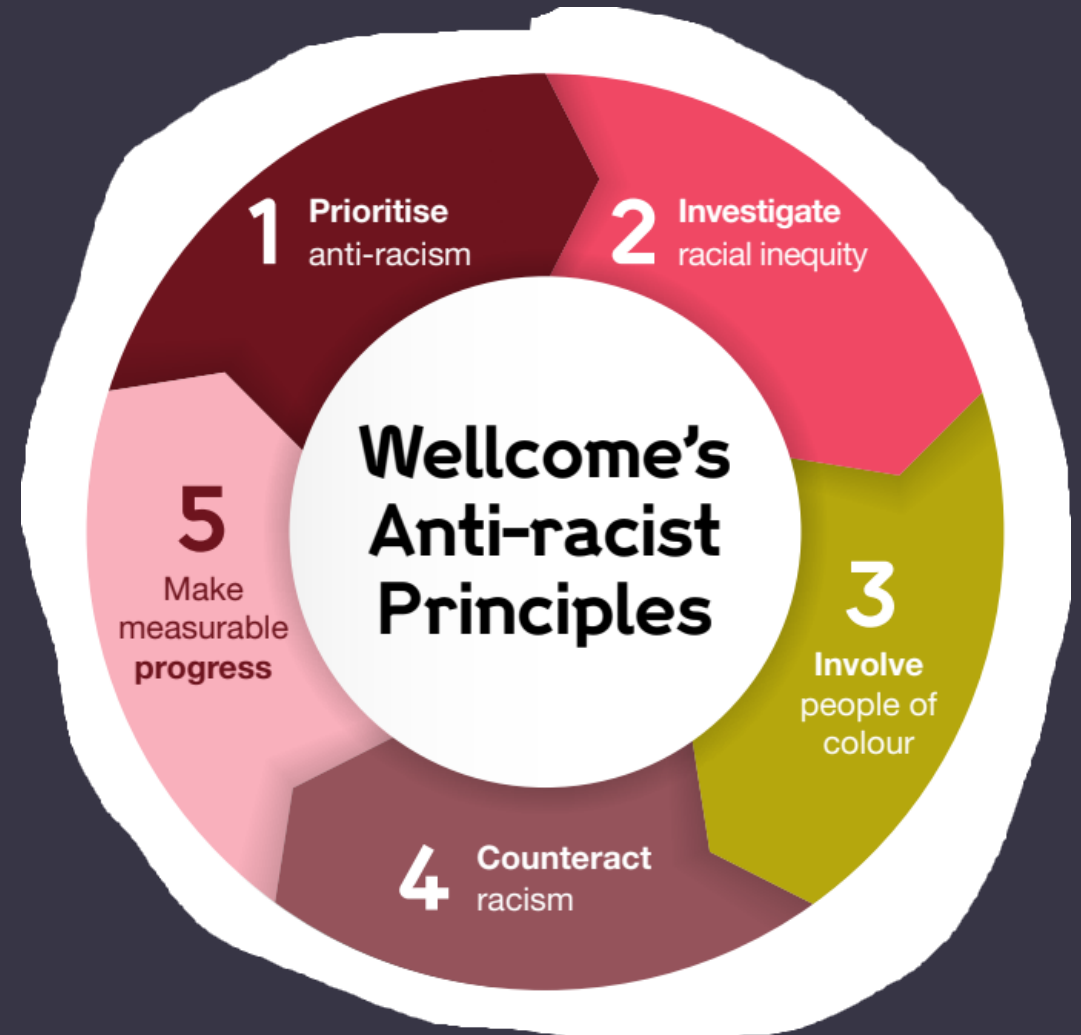 Wellcome's
Anti-racist
Principles
1 Prioritise
anti-racism
2 Investigate
racial inequity
3
Involve
people of
colour
4 Counteract
racism
5
Make
measurable
progress